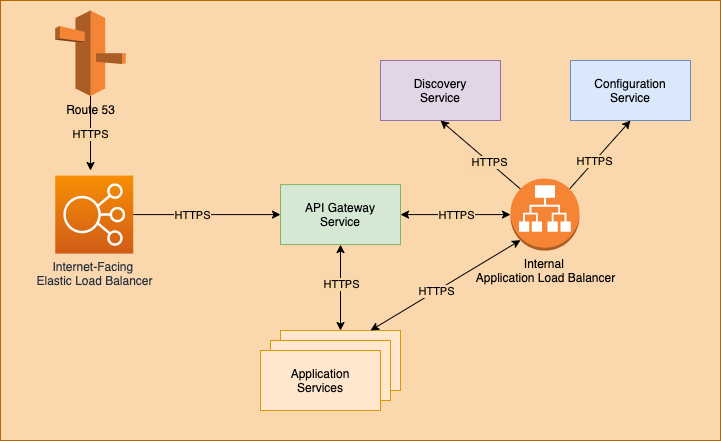 Route 53
HTTPS
Internet-Facing
Elastic Load Balancer
HTTPS
API Gateway
Service
HTTPS
Discovery
Service
Configuration
Service
HTTPS
HTTPS
Internal
Application Load Balancer
HTTPS
HTTPS
Application
Services